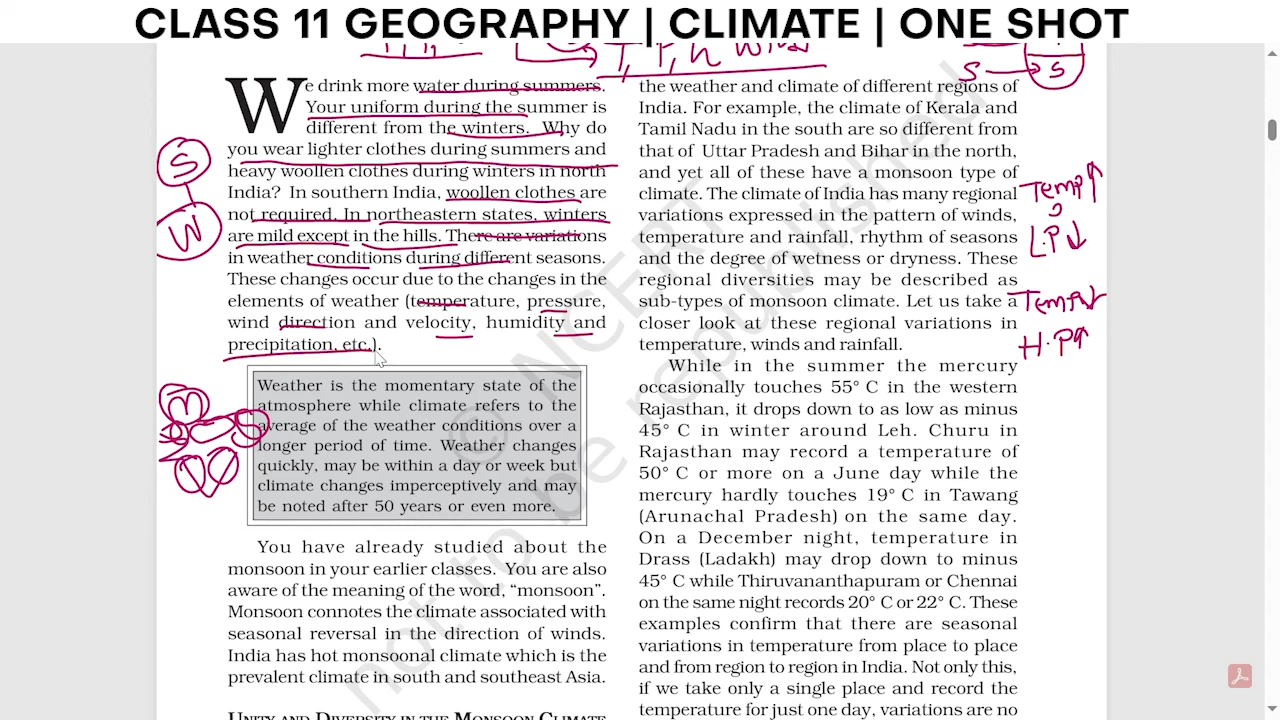 CLASS 11 GEOGRAPHY | CLIMATE | ONE SHOT
We drink more water during summers.
Your uniform during the summer is
different from the winters. Why do
you wear lighter clothes during summers and
heavy woollen clothes during winters in north
India? In southern India, woollen clothes are
not required. In northeastern states, winters
are mild except in the hills. There are variations
in weather conditions during different seasons.
These changes occur due to the changes in the
elements of weather (temperature, pressure,
wind direction and velocity, humidity and
precipitation, etc.).
Weather is the momentary state of the
atmosphere while climate refers to the
average of the weather conditions over a
longer period of time. Weather changes
quickly, may be within a day or week but
climate changes imperceptively and may
be noted after 50 years or even more.
You have already studied about the
monsoon in your earlier classes. You are also
aware of the meaning of the word, “monsoon”.
Monsoon connotes the climate associated with
seasonal reversal in the direction of winds.
India has hot monsoonal climate which is the
prevalent climate in south and southeast Asia.
UNITY AND DIVERSITY IN THE MONSOON CLIMATE
the weather and climate of different regions of
India. For example, the climate of Kerala and
Tamil Nadu in the south are so different from
that of Uttar Pradesh and Bihar in the north,
and yet all of these have a monsoon type of
climate. The climate of India has many regional
variations expressed in the pattern of winds,
temperature and rainfall, rhythm of seasons
and the degree of wetness or dryness. These
regional diversities may be described as
sub-types of monsoon climate. Let us take a
closer look at these regional variations in
temperature, winds and rainfall.
While in the summer the mercury
occasionally touches 55° C in the western
Rajasthan, it drops down to as low as minus
45° C in winter around Leh. Churu in
Rajasthan may record a temperature of
50° C or more on a June day while the
mercury hardly touches 19° C in Tawang
(Arunachal Pradesh) on the same day.
On a December night, temperature in
Drass (Ladakh) may drop down to minus
45° C while Thiruvananthapuram or Chennai
on the same night records 20° C or 22° C. These
examples confirm that there are seasonal
variations in temperature from place to place
and from region to region in India. Not only this,
if we take only a single place and record the
temperature for just one day, variations are no
S
W
S → S
Temp↑
L.P↓
Temp↓
H.P↑
© NCERT
not to be republished